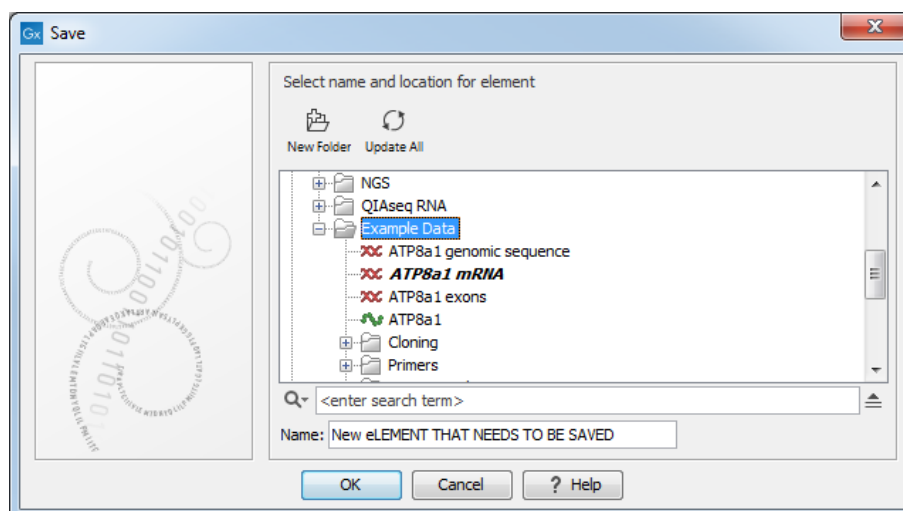 Gx Save
X
Select name and location for element
New Folder Update All
NGS
QIAseq RNA
Example Data
ATP8a1 genomic sequence
ATP8a1 mRNA
ATP8a1 exons
ATP8a1
Cloning
Primers
<enter search term>
Name: New eLEMENT THAT NEEDS TO BE SAVED
OK Cancel ? Help